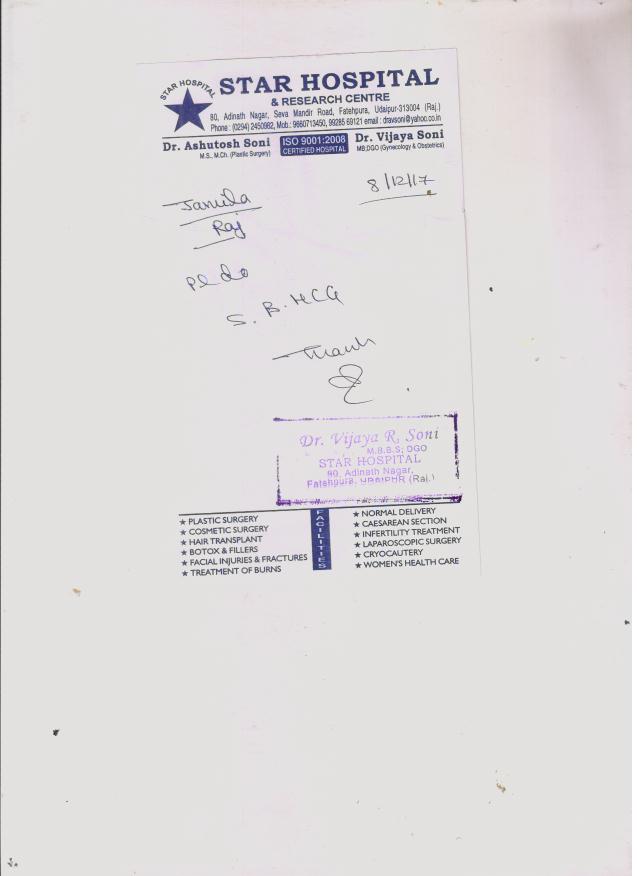 STAR HOSPITAL
STAR HOSPITAL
& RESEARCH CENTRE
80, Adinath Nagar, Seva Mandir Road, Fatehpura, Udaipur-313004 (Raj.)
Phone : (0294) 2450982, Mob.: 9660713450, 99285 69121 email : dravsoni@yahoo.co.in
Dr. Ashutosh Soni
M.S., M.Ch. (Plastic Surgery)
ISO 9001:2008
CERTIFIED HOSPITAL
Dr. Vijaya Soni
MB;DGO (Gynecology & Obstetrics)
8/12/17
Raj
Pl do
S. B. HCG
Thank
Dr. Vijaya R. Soni
M.B.B.S; DGO
STAR HOSPITAL
80, Adinath Nagar,
Fatehpura, UDAIPUR (Raj.)
FACILITIES
★ PLASTIC SURGERY
★ COSMETIC SURGERY
★ HAIR TRANSPLANT
★ BOTOX & FILLERS
★ FACIAL INJURIES & FRACTURES
★ TREATMENT OF BURNS
★ NORMAL DELIVERY
★ CAESAREAN SECTION
★ INFERTILITY TREATMENT
★ LAPAROSCOPIC SURGERY
★ CRYOCAUTERY
★ WOMEN'S HEALTH CARE